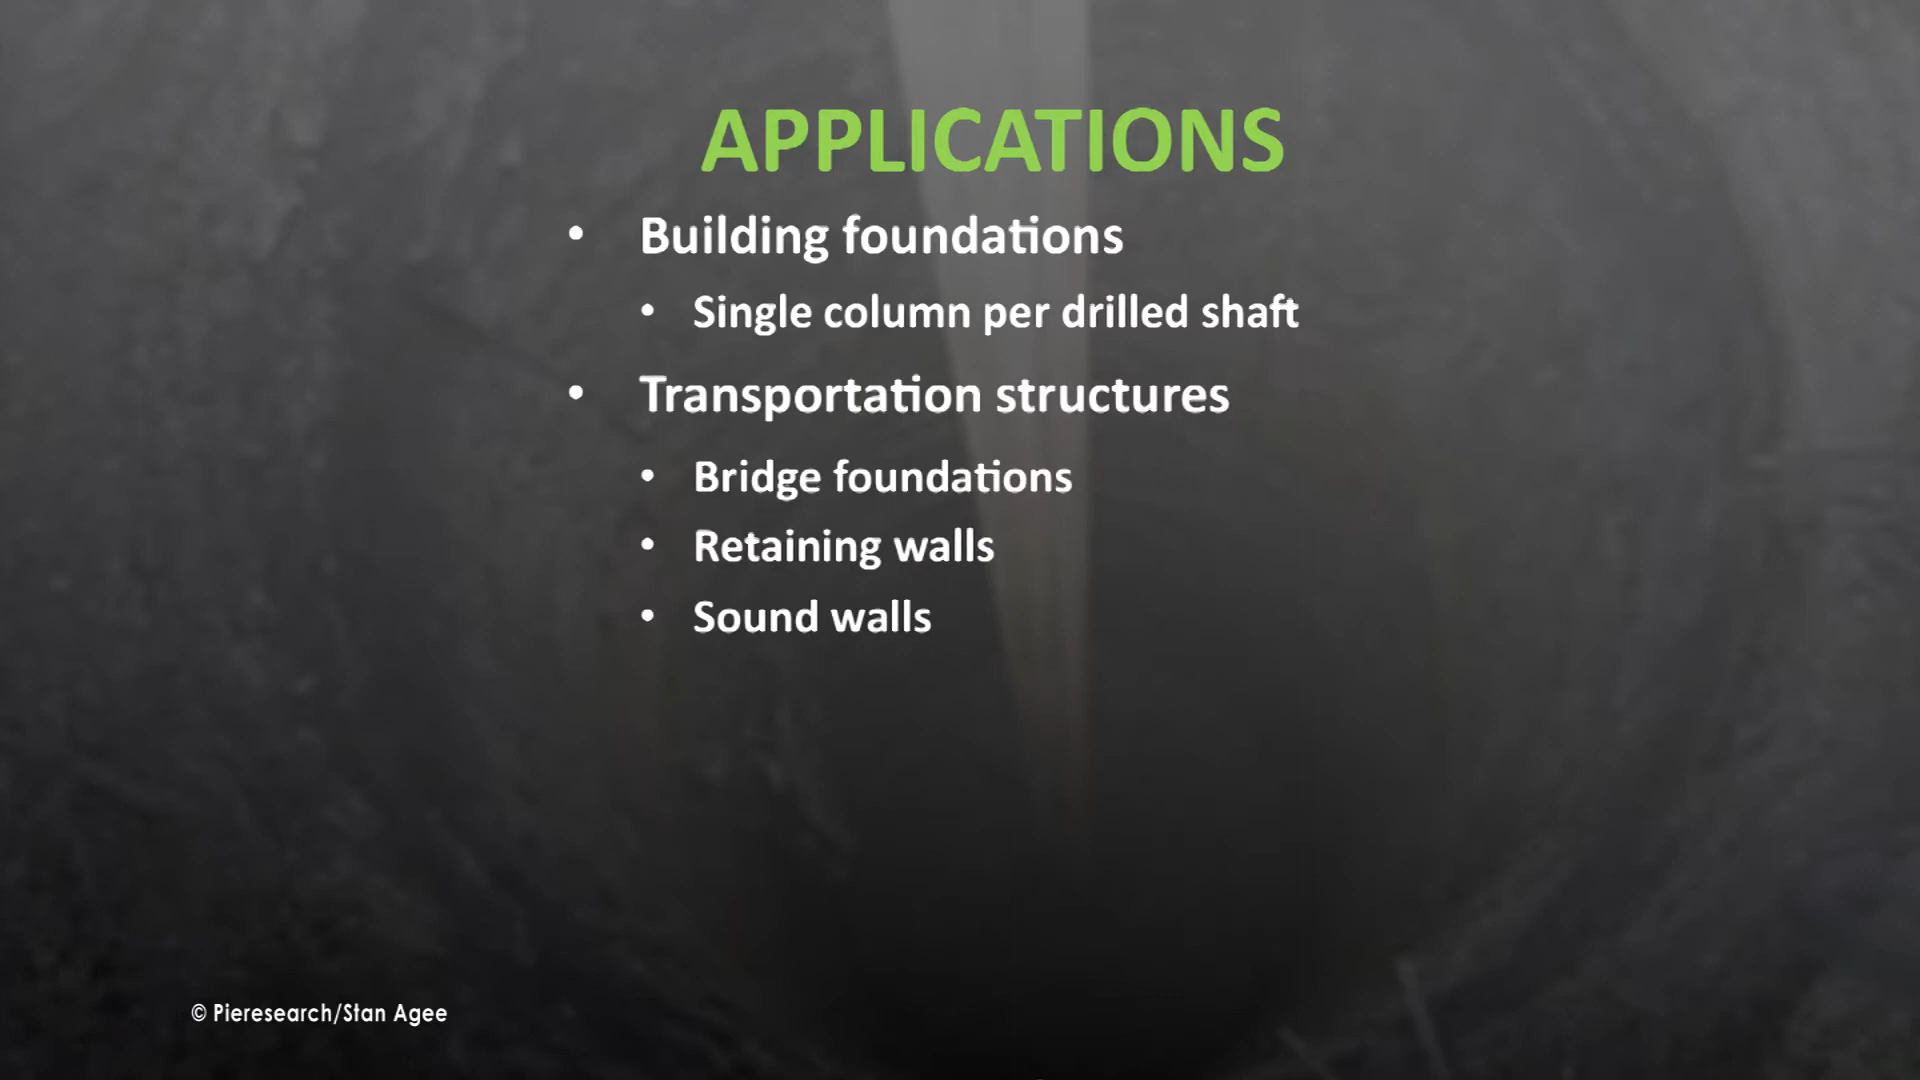 APPLICATIONS
• Building foundations
• Single column per drilled shaft
• Transportation structures
• Bridge foundations
• Retaining walls
• Sound walls
© Pieresearch/Stan Agee